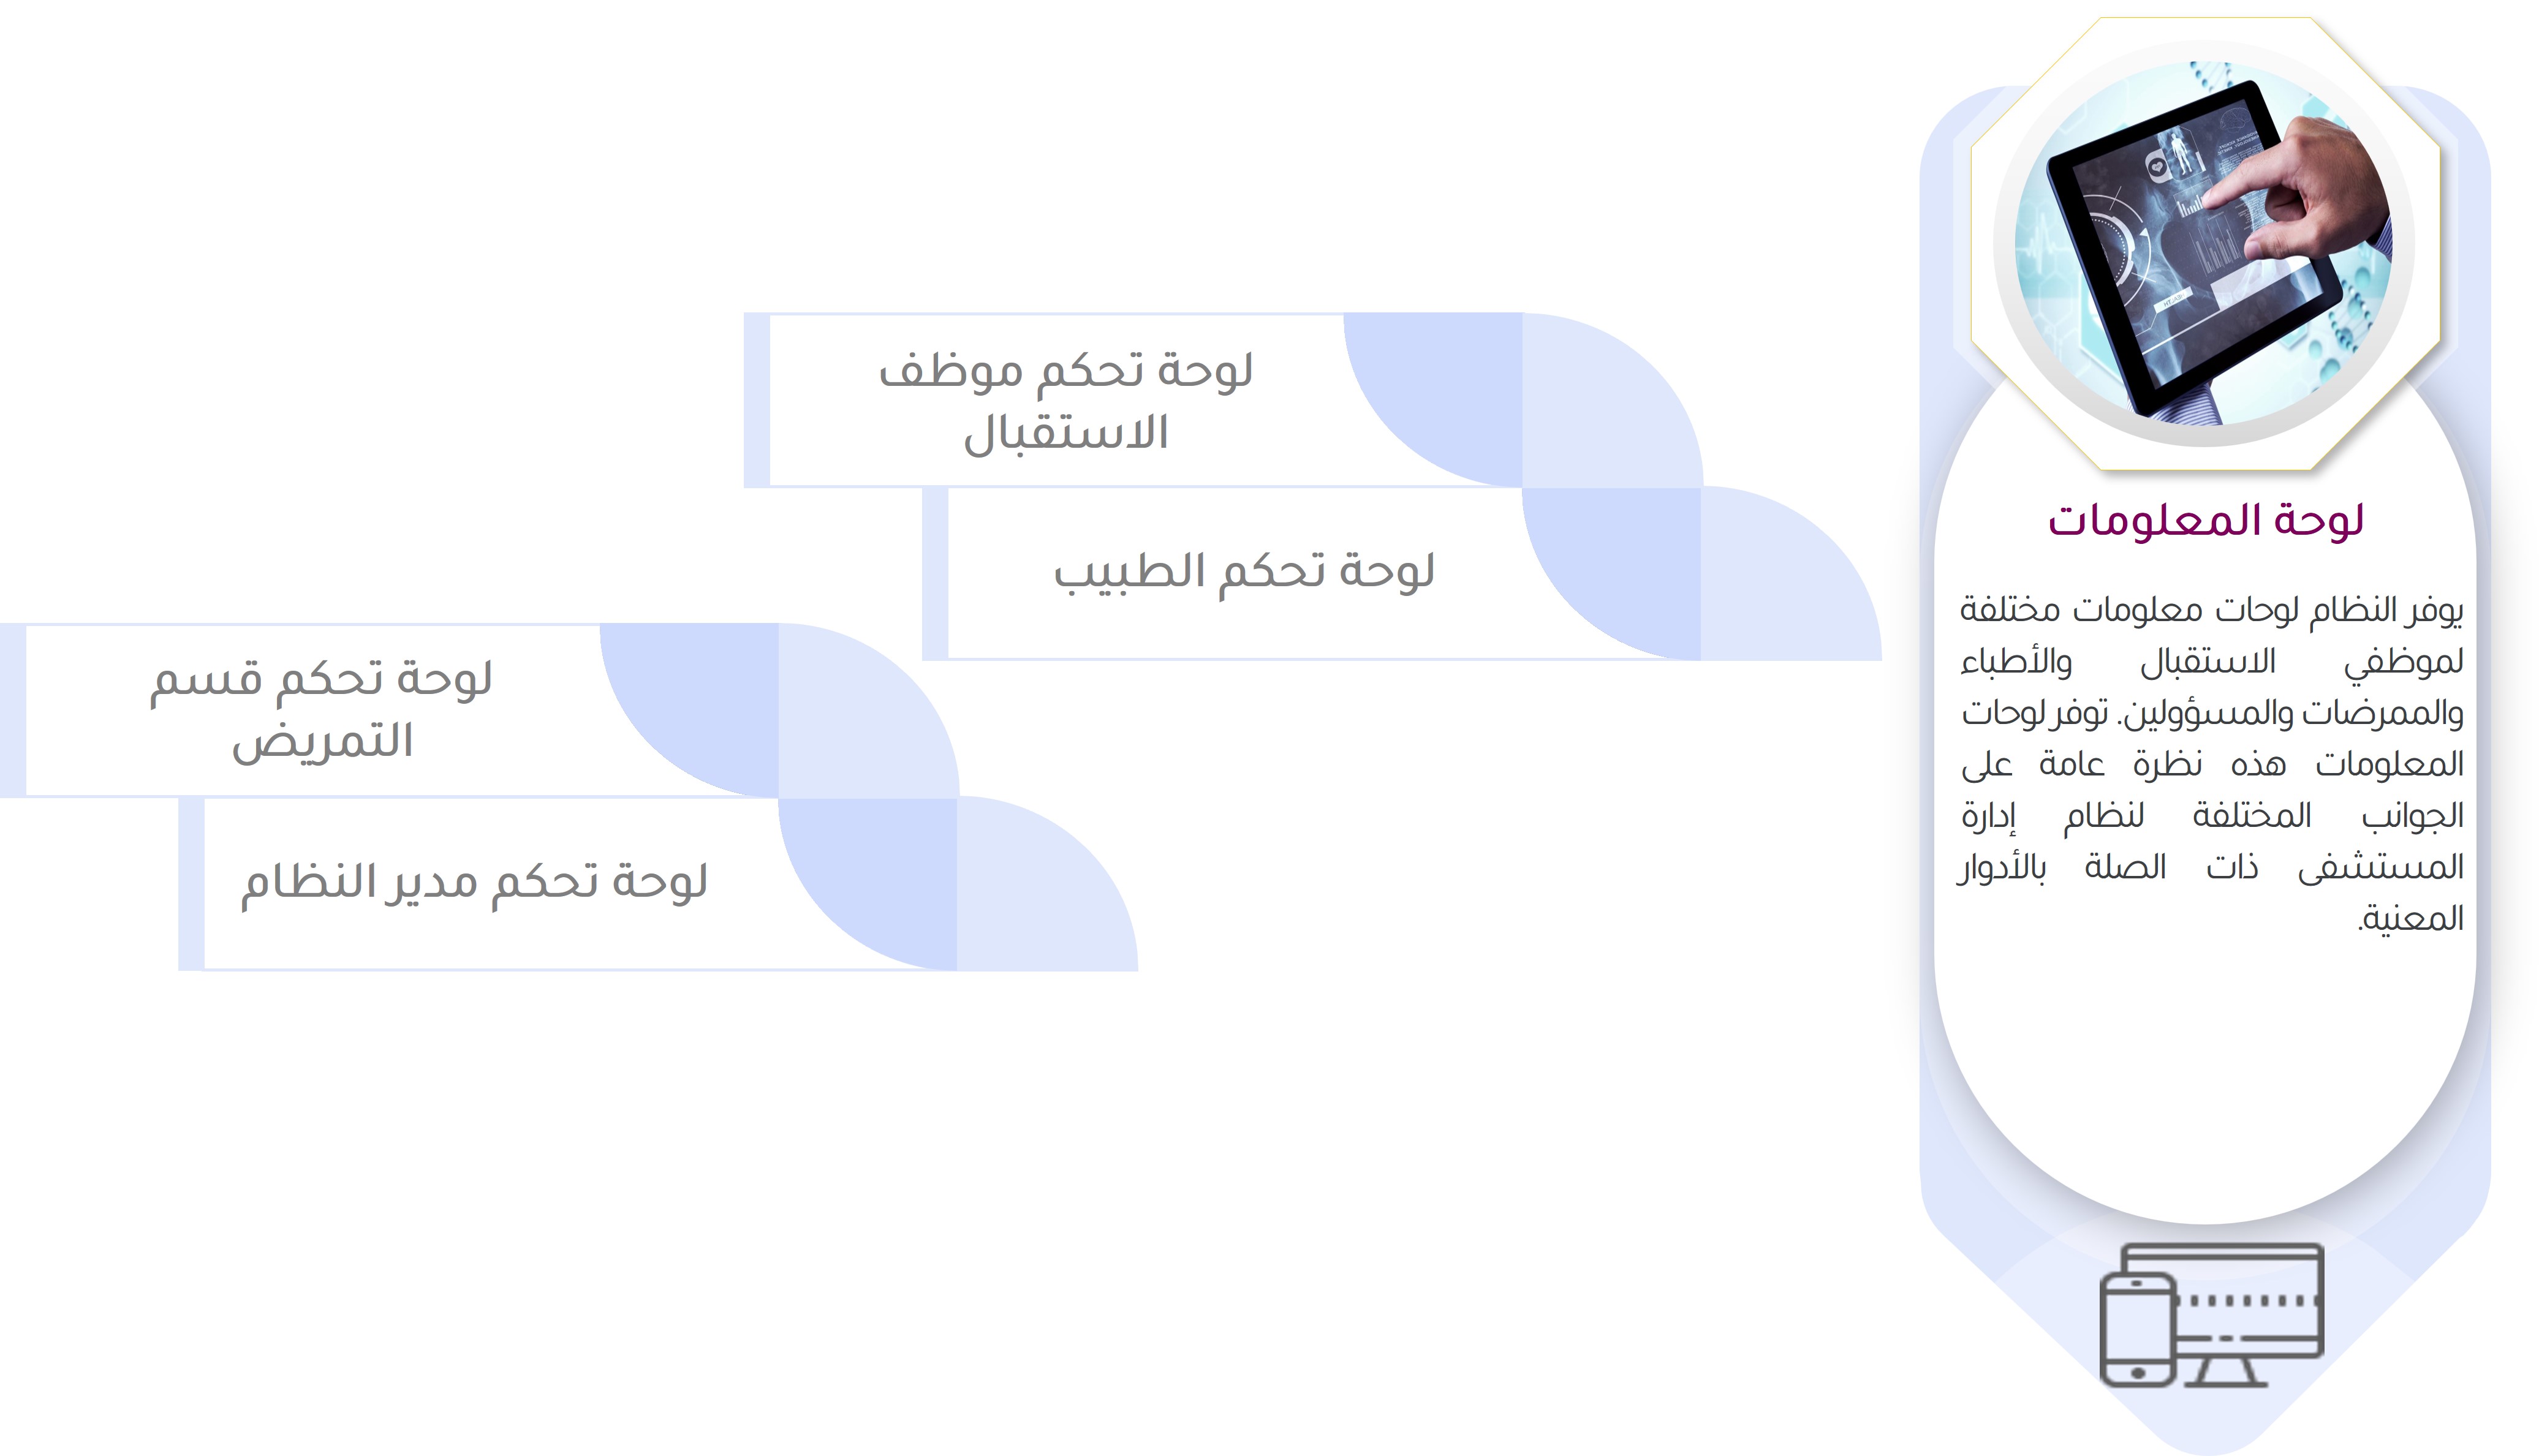 لوحة المعلومات
يوفر النظام لوحات معلومات مختلفة
لموظفي الاستقبال والأطباء
والممرضات والمسؤولين. توفر لوحات
المعلومات هذه نظرة عامة على
الجوانب المختلفة لنظام إدارة
المستشفى ذات الصلة بالأدوار
المعنية.
لوحة تحكم موظف
الاستقبال
لوحة تحكم الطبيب
لوحة تحكم قسم
التمريض
لوحة تحكم مدير النظام